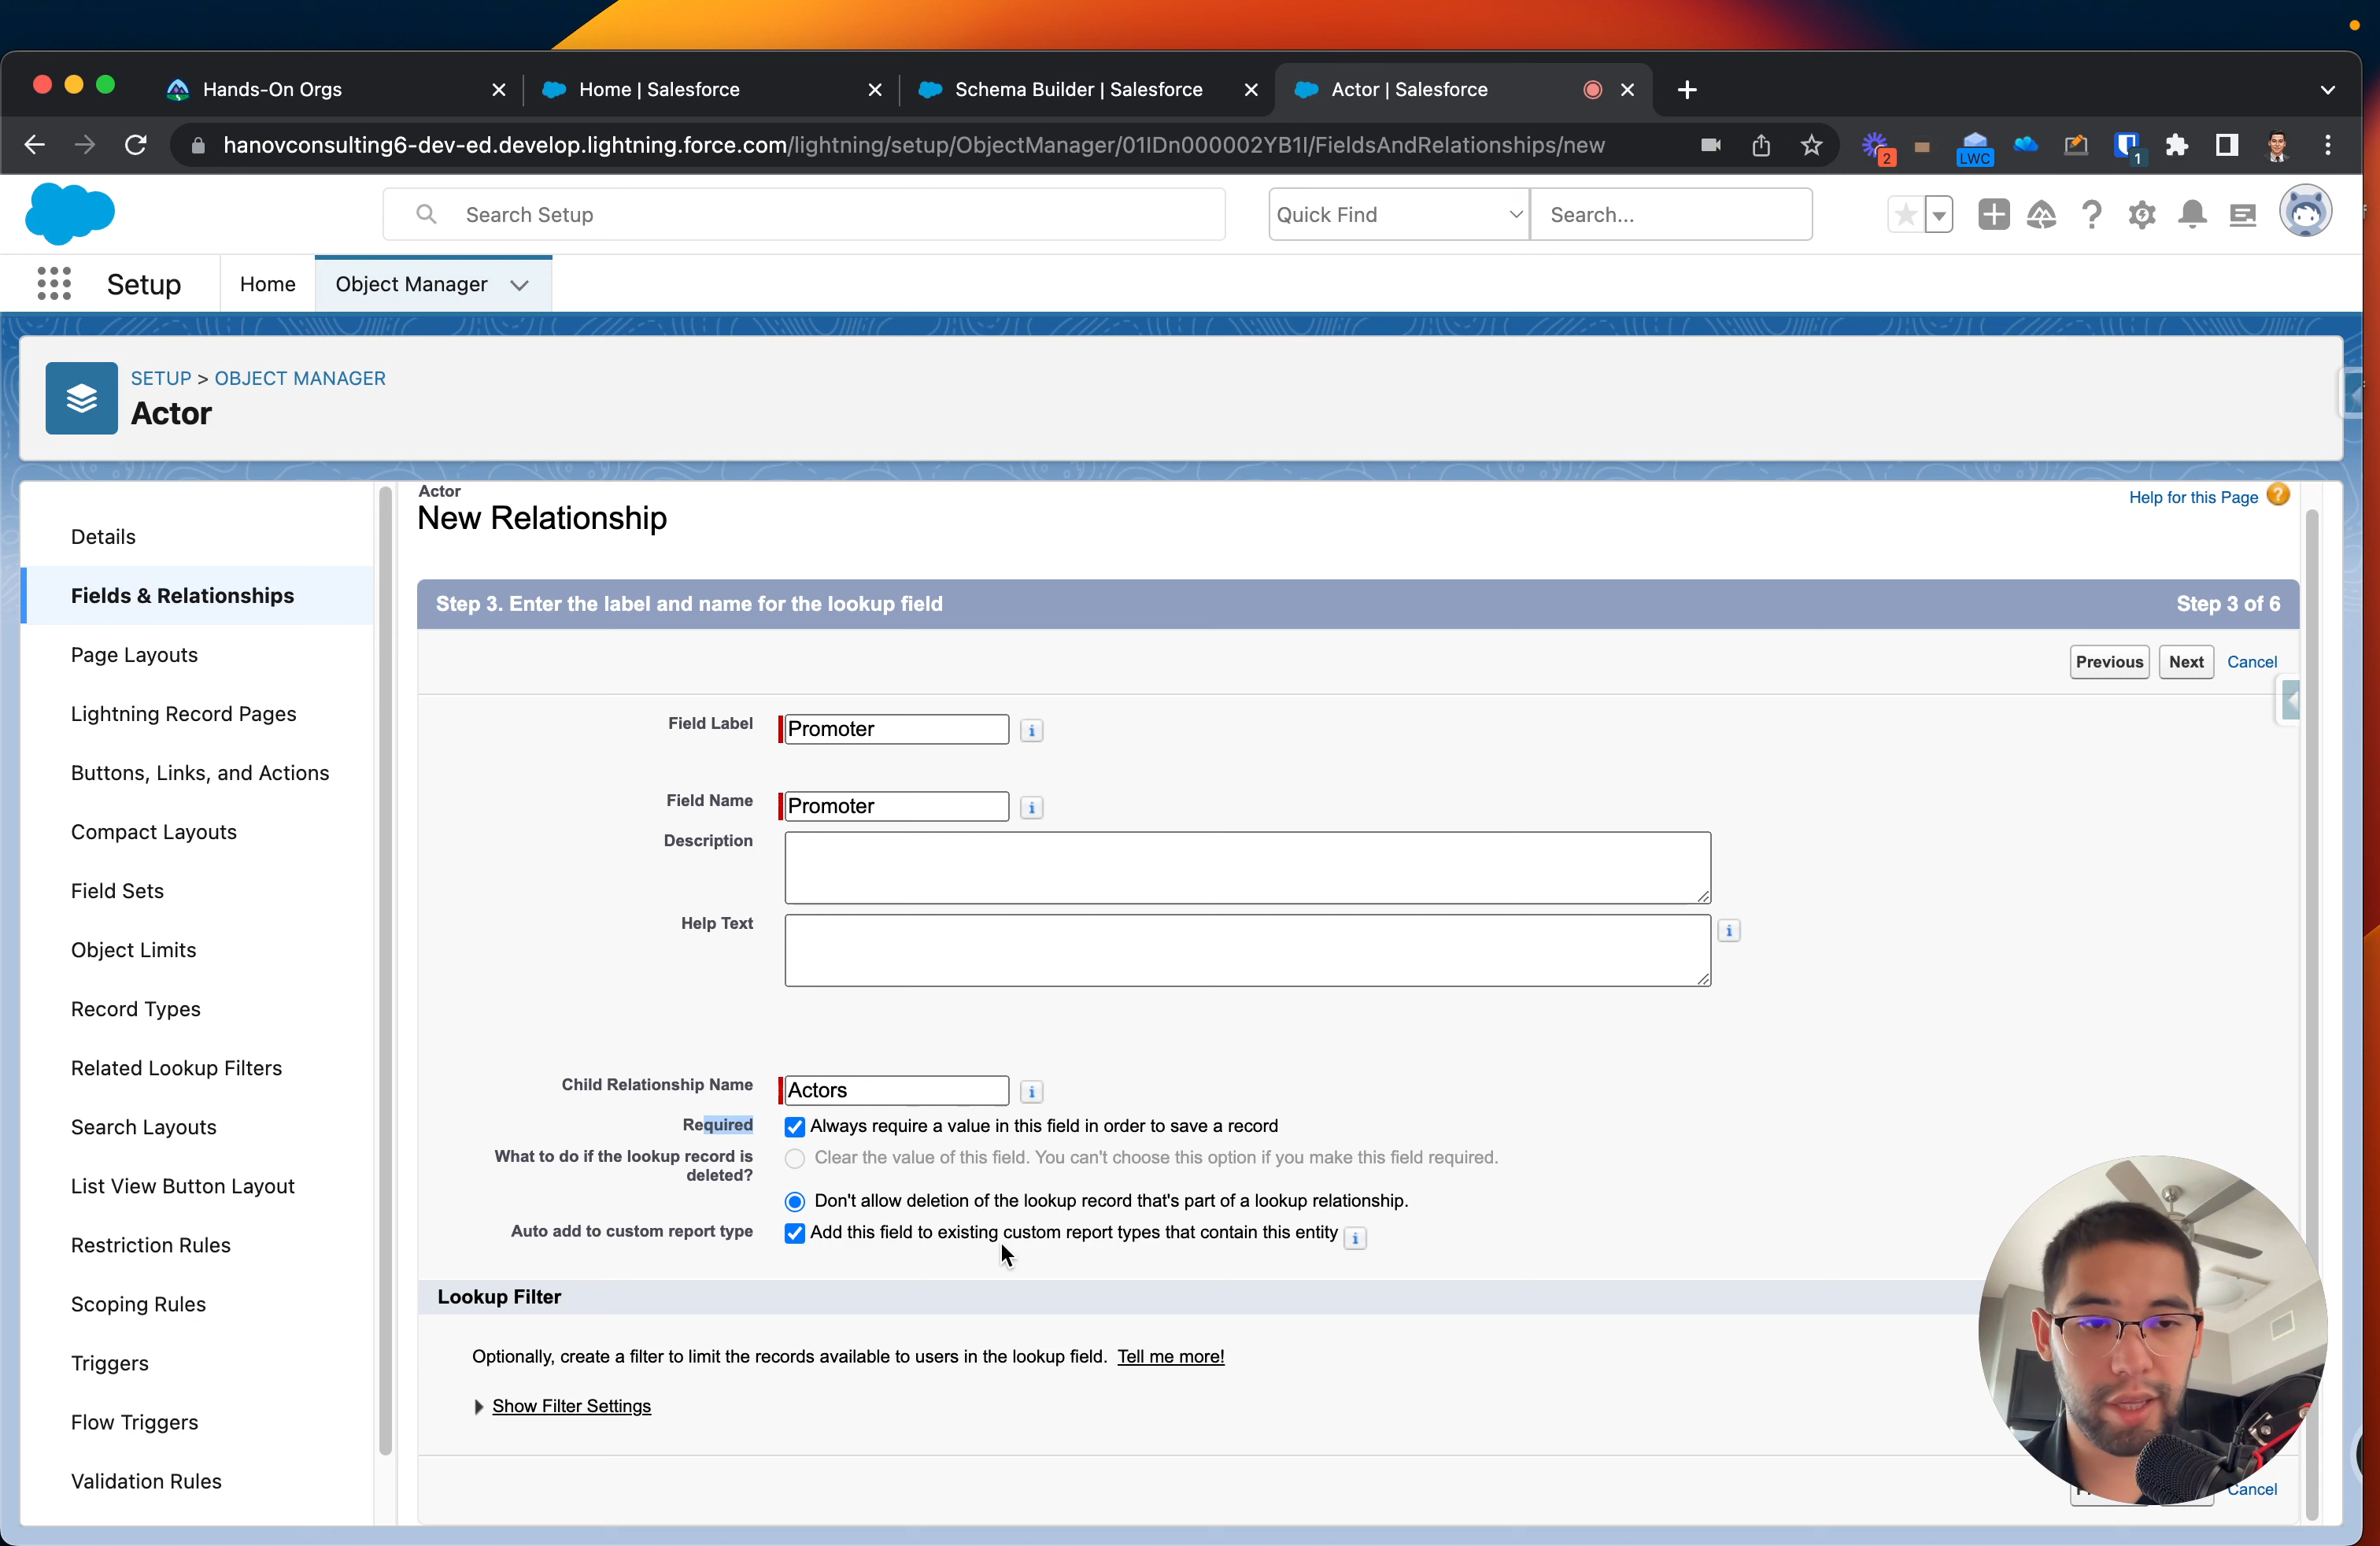 Hands-On Orgs
Home | Salesforce
Schema Builder | Salesforce
Actor | Salesforce
hanovconsulting6-dev-ed.develop.lightning.force.com/lightning/setup/ObjectManager/01IDn000002YB1I/FieldsAndRelationships/new
2
LWC
1
Search Setup
Quick Find
Search...
Setup
Home
Object Manager
SETUP > OBJECT MANAGER
Actor
Details
Fields & Relationships
Page Layouts
Lightning Record Pages
Buttons, Links, and Actions
Compact Layouts
Field Sets
Object Limits
Record Types
Related Lookup Filters
Search Layouts
List View Button Layout
Restriction Rules
Scoping Rules
Triggers
Flow Triggers
Validation Rules
Actor
New Relationship
Help for this Page ?
Step 3. Enter the label and name for the lookup field
Step 3 of 6
Previous
Next
Cancel
Field Label
Promoter
i
Field Name
Promoter
i
Description
Help Text
i
Child Relationship Name
Actors
i
Required
Always require a value in this field in order to save a record
What to do if the lookup record is
deleted?
Clear the value of this field. You can't choose this option if you make this field required.
Don't allow deletion of the lookup record that's part of a lookup relationship.
Auto add to custom report type
Add this field to existing custom report types that contain this entity
i
Lookup Filter
Optionally, create a filter to limit the records available to users in the lookup field. Tell me more!
Show Filter Settings
Cancel